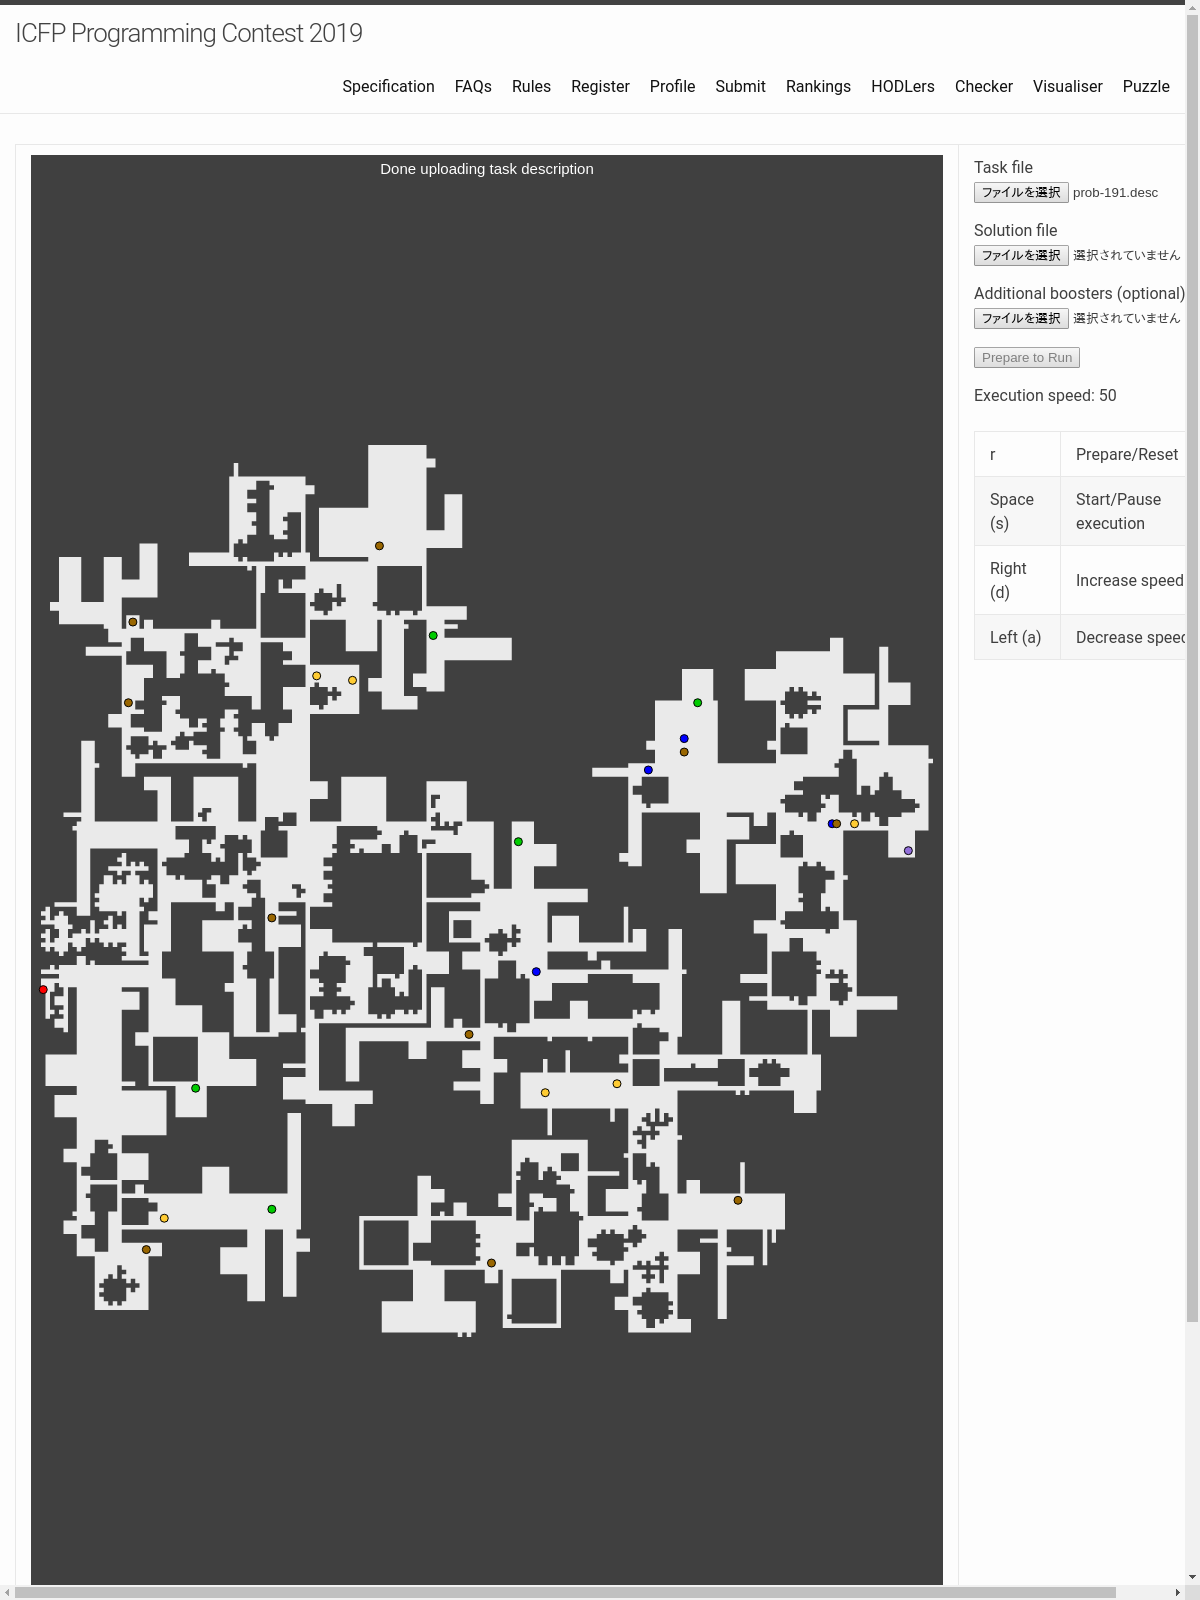 ICFP Programming Contest 2019
Specification FAQs Rules Register Profile Submit Rankings HODLers Checker Visualiser Puzzle
Done uploading task description
Task file
ファイルを選択 prob-191.desc
Solution file
ファイルを選択 選択されていません
Additional boosters (optional)
ファイルを選択 選択されていません
Prepare to Run
Execution speed: 50
r Prepare/Reset
Space (s) Start/Pause execution
Right (d) Increase speed
Left (a) Decrease speed